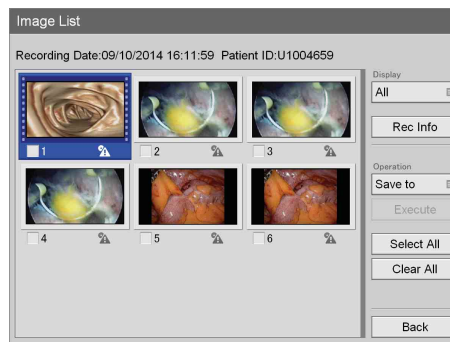 Image List
Recording Date:09/10/2014 16:11:59 Patient ID:U1004659
1
2
3
4
5
6
Display
All
Rec Info
Operation
Save to
Execute
Select All
Clear All
Back